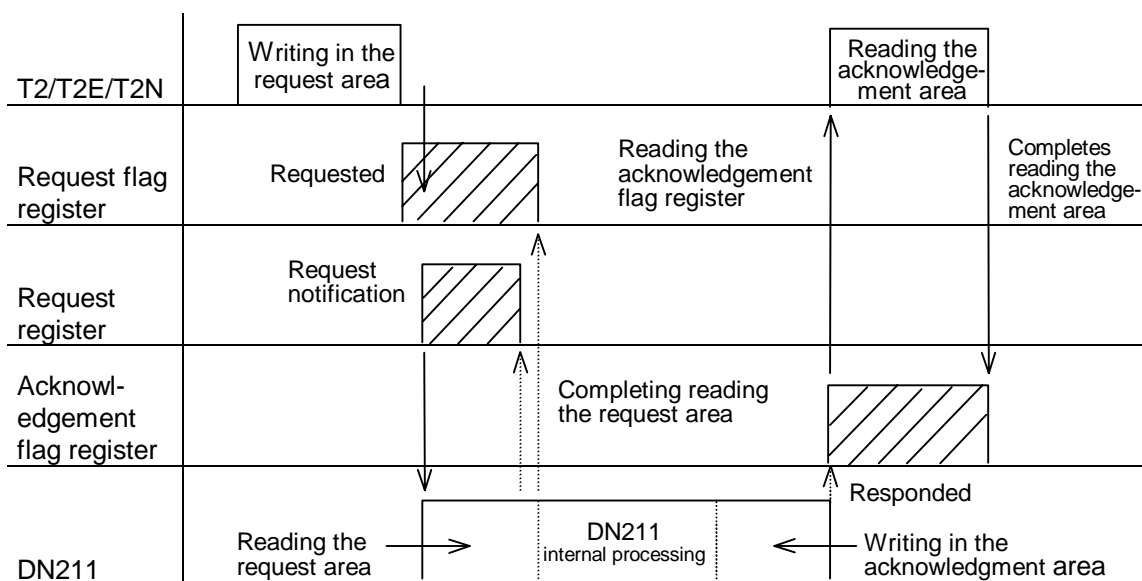 T2/T2E/T2N
Writing in the
request area
Reading the
acknowledge-
ment area
Request flag
register
Requested
Reading the
acknowledgement
flag register
Completes
reading the
acknowledge-
ment area
Request
register
Request
notification
Acknowl-
edgement
flag register
Completing reading
the request area
Responded
DN211
Reading the
request area
DN211
internal processing
Writing in the
acknowledgment area